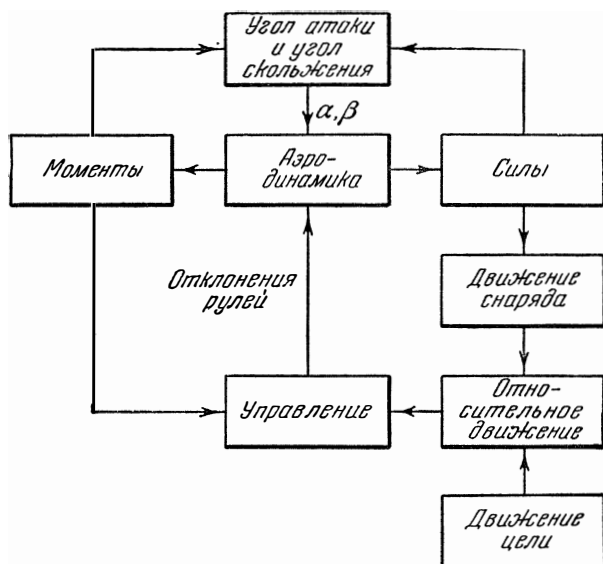 Угол атаки
и угол
скольжения
α, β
Моменты
Аэро-
динамика
Силы
Отклонения
рулей
Движение
снаряда
Управление
Отно-
сительное
движение
Движение
цели